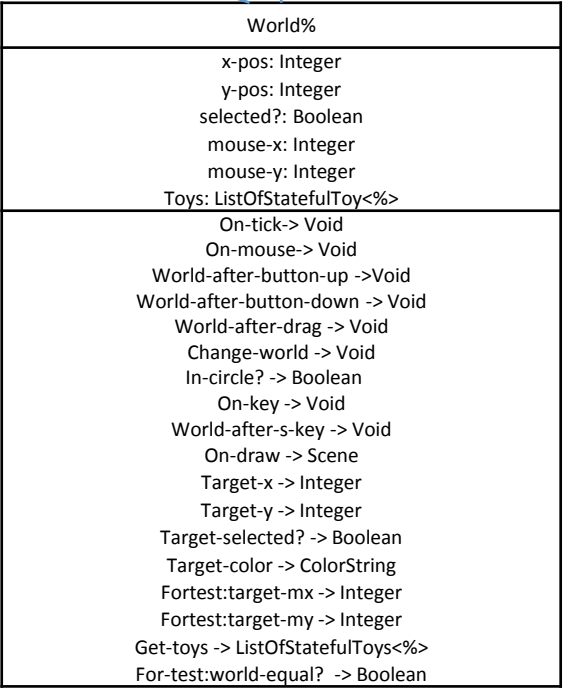 World%
x-pos: Integer
y-pos: Integer
selected?: Boolean
mouse-x: Integer
mouse-y: Integer
Toys: ListOfStatefulToy<%>
On-tick-> Void
On-mouse-> Void
World-after-button-up ->Void
World-after-button-down -> Void
World-after-drag -> Void
Change-world -> Void
In-circle? -> Boolean
On-key -> Void
World-after-s-key -> Void
On-draw -> Scene
Target-x -> Integer
Target-y -> Integer
Target-selected? -> Boolean
Target-color -> ColorString
Fortest:target-mx -> Integer
Fortest:target-my -> Integer
Get-toys -> ListOfStatefulToys<%>
For-test:world-equal?  -> Boolean